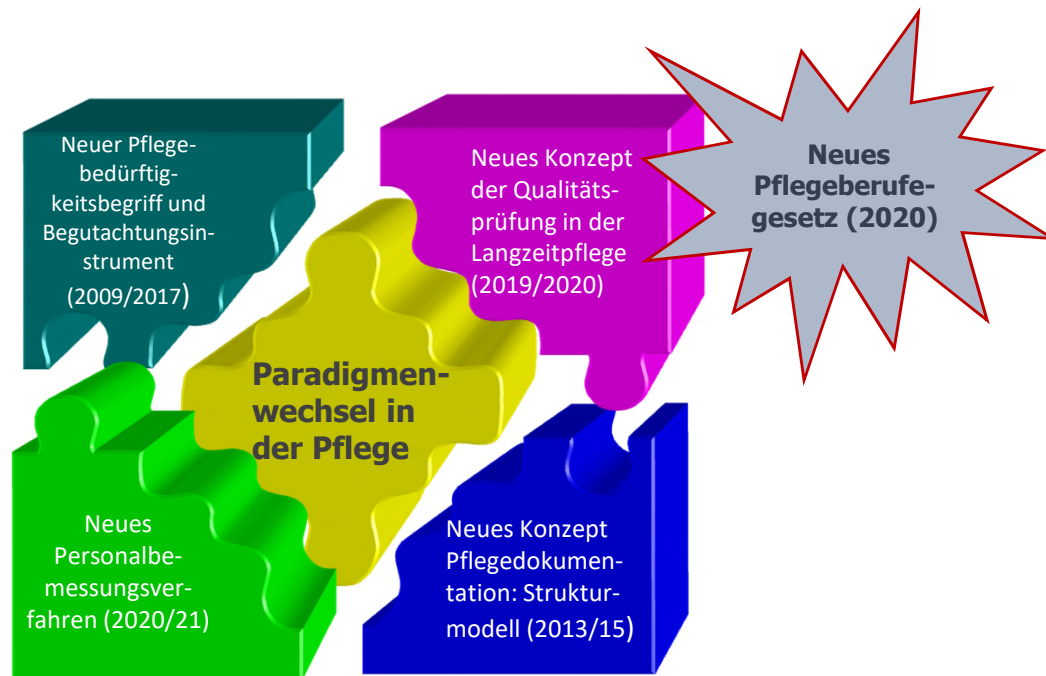 Neuer Pflege-
bedürftig-
keitsbegriff und
Begutachtungsin-
strument
(2009/2017)
Neues Konzept
der Qualitäts-
prüfung in der
Langzeitpflege
(2019/2020)
Neues
Pflegeberufe-
gesetz (2020)
Paradigmen-
wechsel in
der Pflege
Neues
Personalbe-
messungsver-
fahren (2020/21)
Neues Konzept
Pflegedokumen-
tation: Struktur-
modell (2013/15)